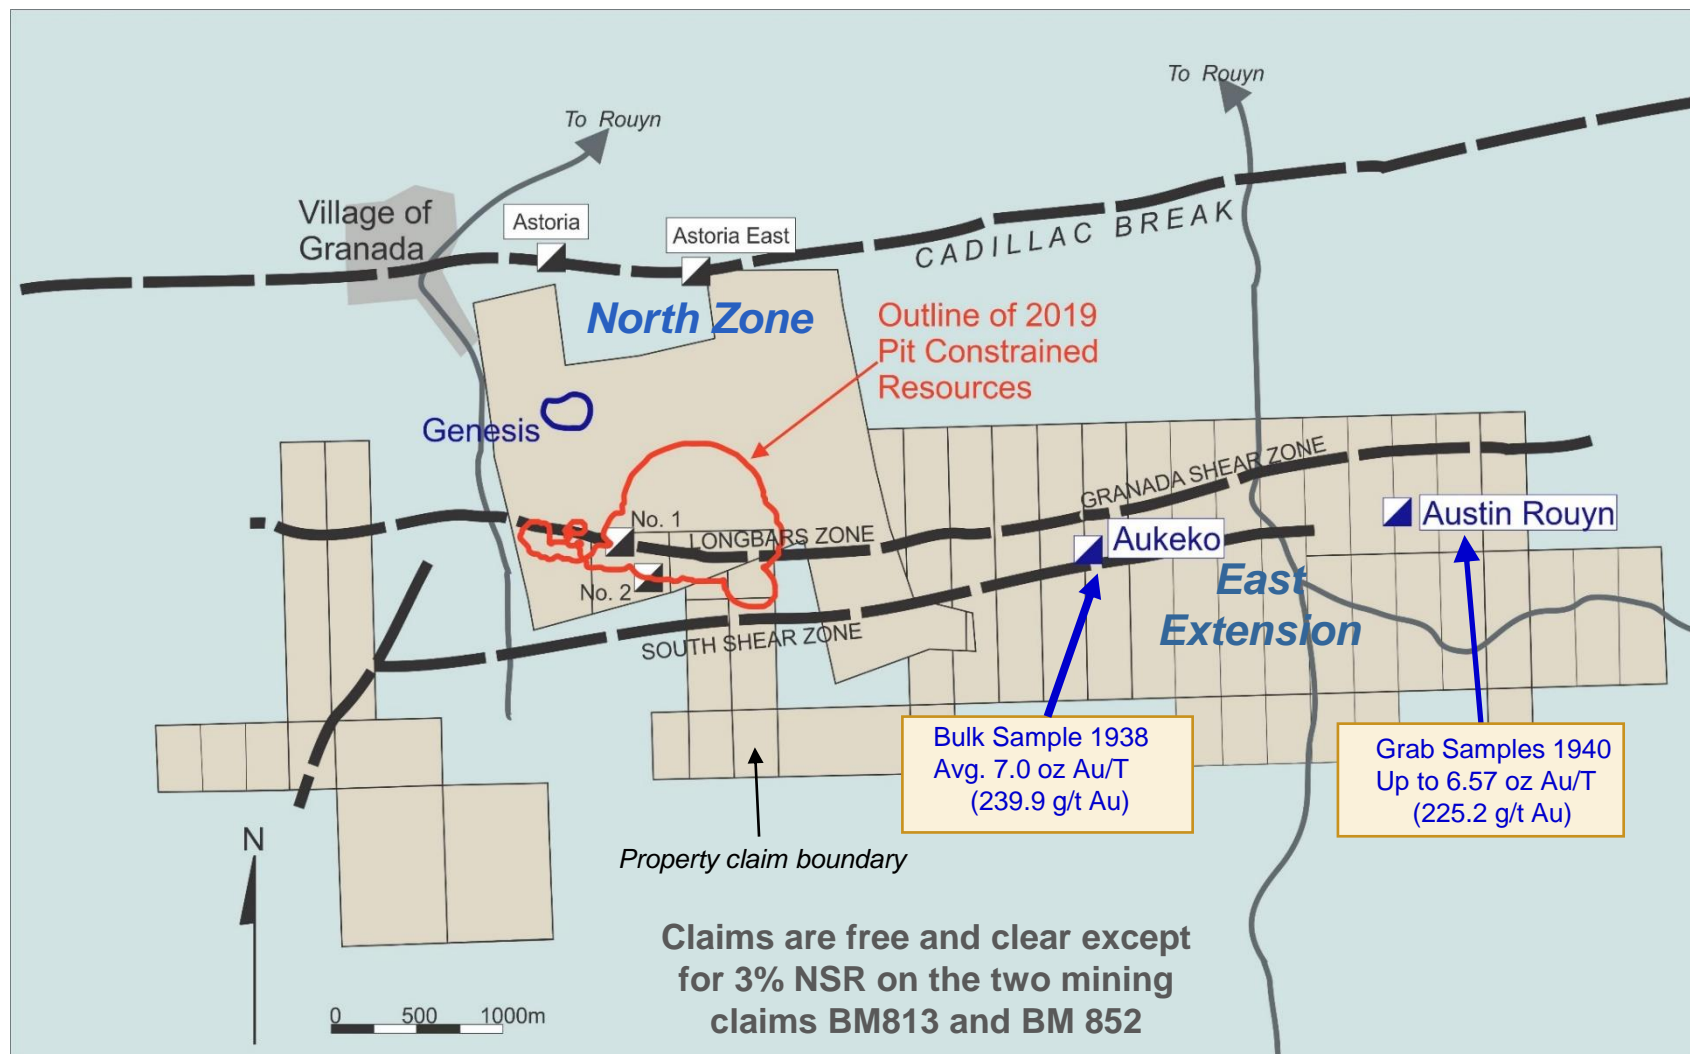 To Rouyn
To Rouyn
Village of
Granada
Astoria
Astoria East
CADILLAC BREAK
North Zone
Outline of 2019
Pit Constrained
Resources
Genesis
GRANADA SHEAR ZONE
No. 1
LONGBARS ZONE
Austin Rouyn
Aukeko
No. 2
East
Extension
SOUTH SHEAR ZONE
Bulk Sample 1938
Avg. 7.0 oz Au/T
(239.9 g/t Au)
Grab Samples 1940
Up to 6.57 oz Au/T
(225.2 g/t Au)
N
Property claim boundary
Claims are free and clear except
for 3% NSR on the two mining
claims BM813 and BM 852
0 500 1000m